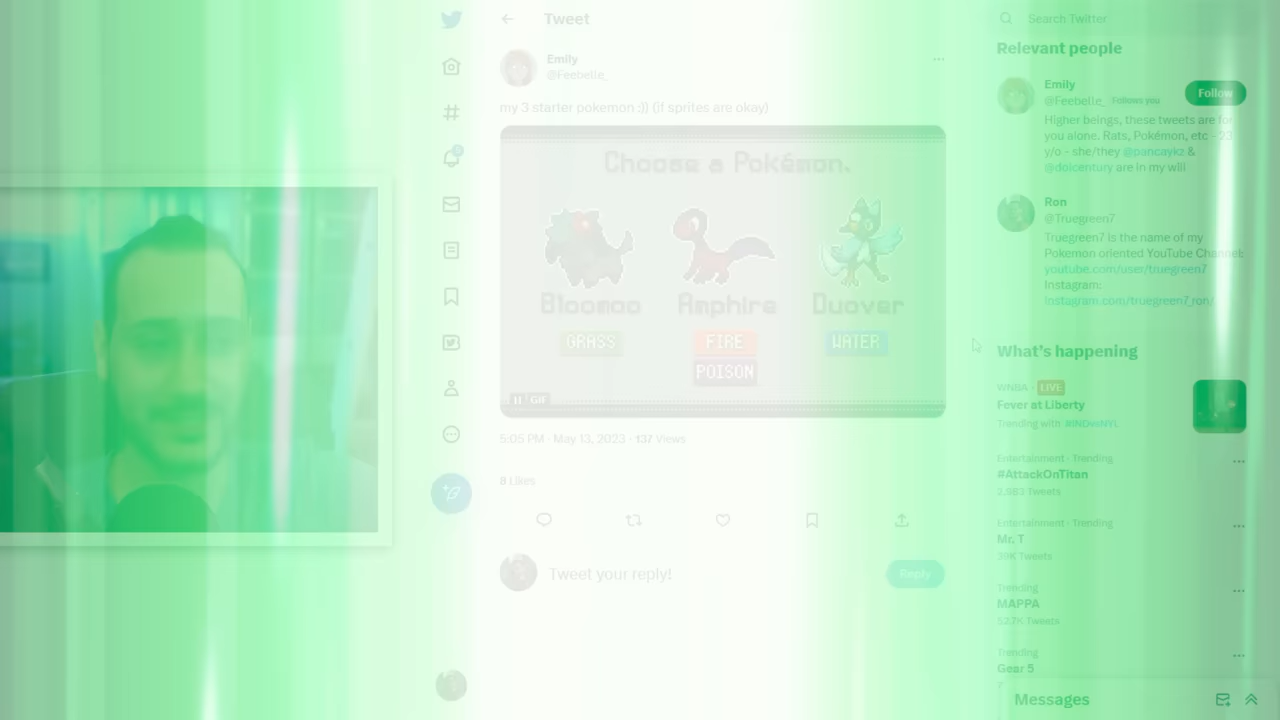 Tweet
Emily
@Feebelle_
my 3 starter pokemon :)) (if sprites are okay)
Choose a Pokémon.
Bloomoo Amphire Duover
GRASS FIRE WATER
POISON
GIF
5:05 PM · May 13, 2023 · 137 Views
8 Likes
Tweet your reply!
Reply
Search Twitter
Relevant people
Emily
@Feebelle_ Follows you
Follow
Higher beings, these tweets are for
you alone. Rats, Pokémon, etc - 23
y/o - she/they @pancaykz &
@dolcentury are in my will
Ron
@Truegreen7
Truegreen7 is the name of my
Pokemon oriented YouTube Channel:
youtube.com/user/truegreen7
Instagram:
instagram.com/truegreen7_ron/
What's happening
WNBA · LIVE
Fever at Liberty
Trending with #INDvsNYL
Entertainment · Trending
#AttackOnTitan
2,983 Tweets
Entertainment · Trending
Mr. T
39K Tweets
Trending
MAPPA
52.7K Tweets
Trending
Gear 5
Messages